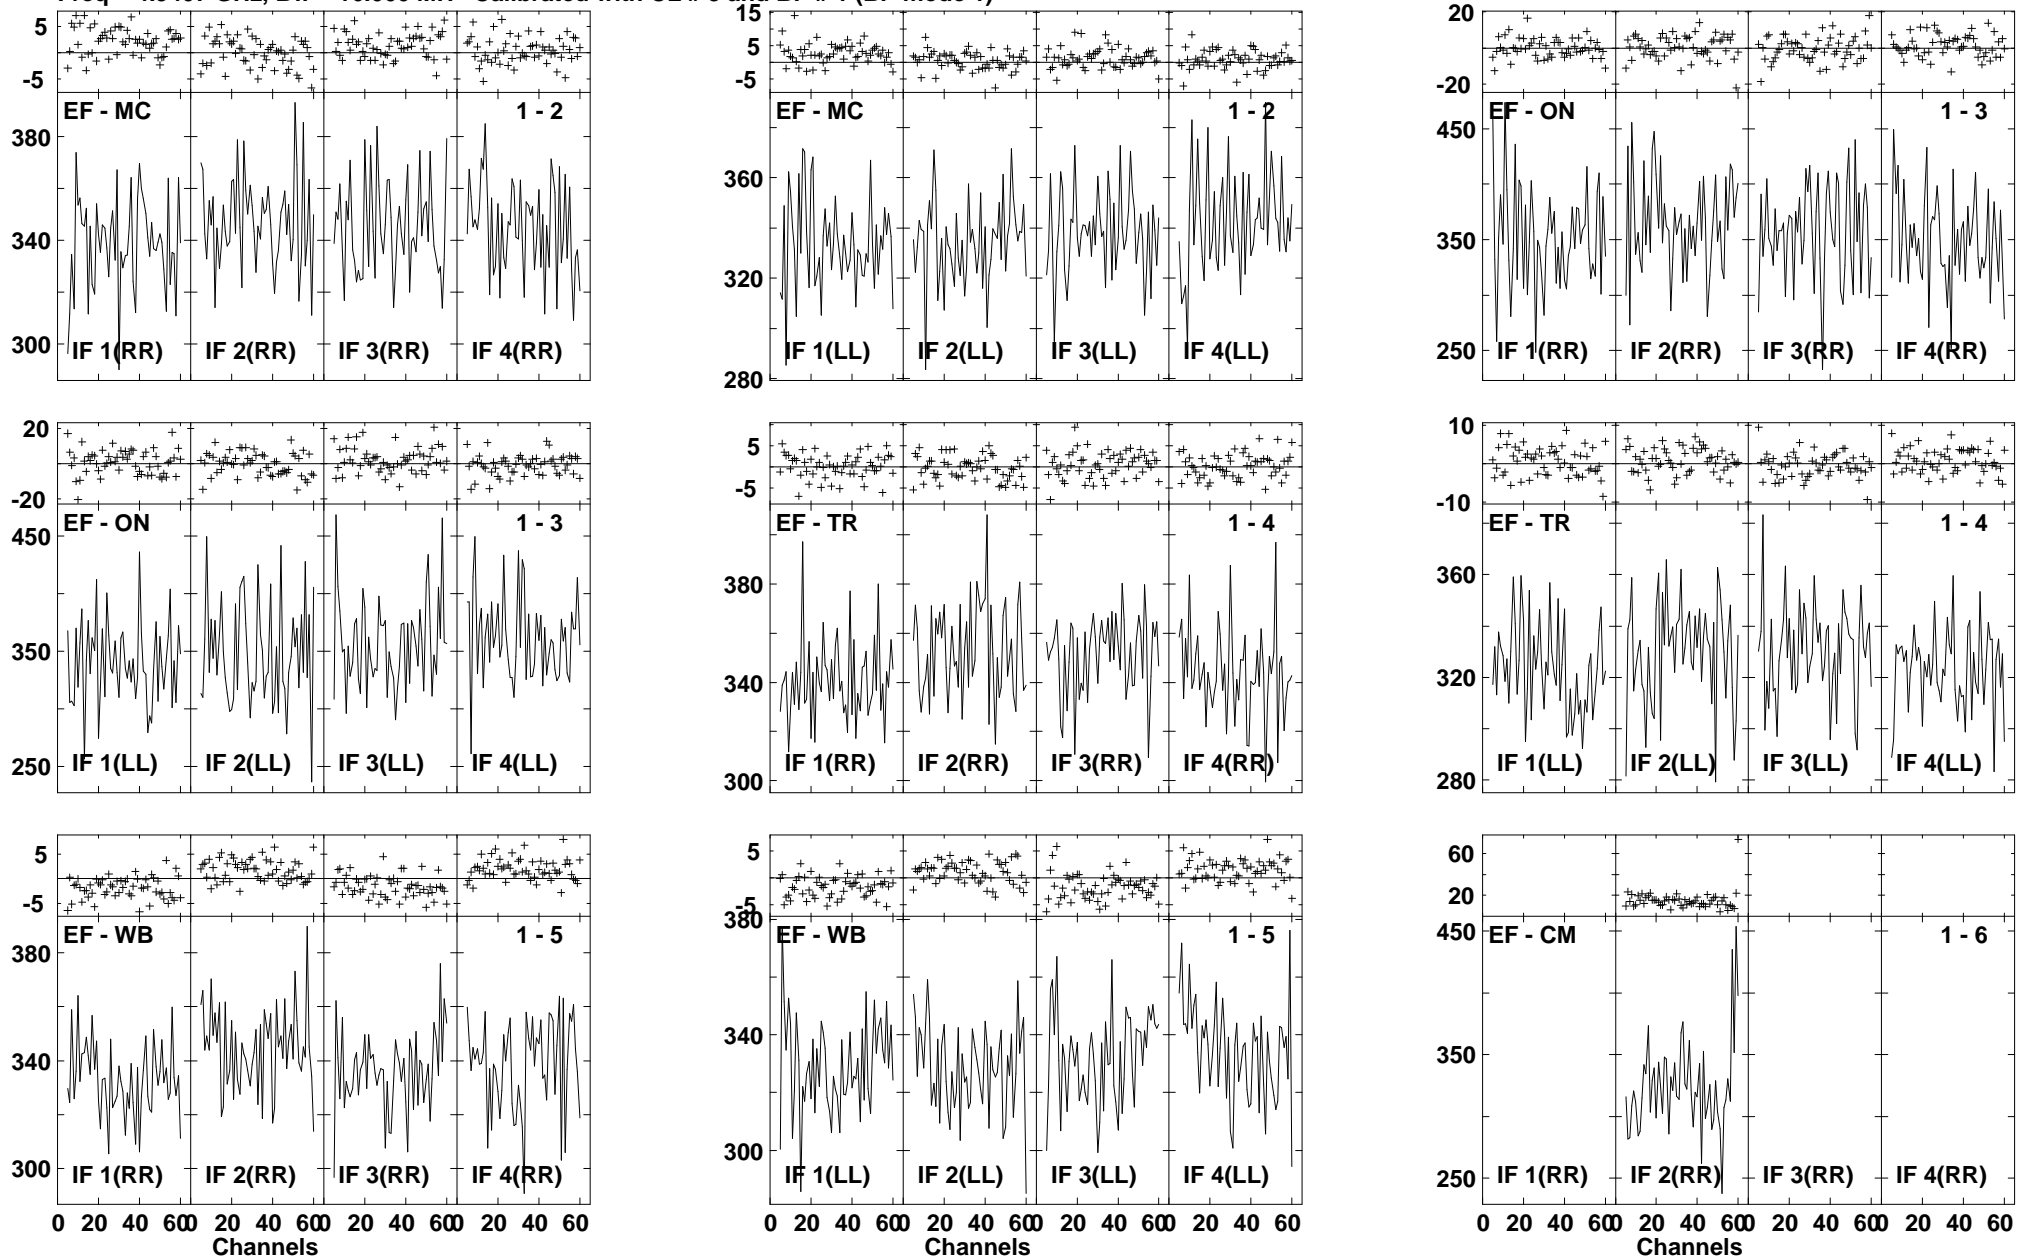 5
-5
EF - MC
1 - 2
380
340
300
IF 1(RR)
IF 2(RR)
IF 3(RR)
IF 4(RR)
15
5
-5
EF - MC
1 - 2
360
320
280
IF 1(LL)
IF 2(LL)
IF 3(LL)
IF 4(LL)
20
-20
EF - ON
1 - 3
450
350
250
IF 1(RR)
IF 2(RR)
IF 3(RR)
IF 4(RR)
20
-20
EF - ON
1 - 3
450
350
250
IF 1(LL)
IF 2(LL)
IF 3(LL)
IF 4(LL)
5
-5
EF - TR
1 - 4
380
340
300
IF 1(RR)
IF 2(RR)
IF 3(RR)
IF 4(RR)
10
-10
EF - TR
1 - 4
360
320
280
IF 1(LL)
IF 2(LL)
IF 3(LL)
IF 4(LL)
5
-5
EF - WB
1 - 5
380
340
300
IF 1(RR)
IF 2(RR)
IF 3(RR)
IF 4(RR)
0 20 40 60 0 20 40 60 0 20 40 60 0 20 40 60
Channels
5
-5
EF - WB
1 - 5
380
340
300
IF 1(LL)
IF 2(LL)
IF 3(LL)
IF 4(LL)
0 20 40 60 0 20 40 60 0 20 40 60 0 20 40 60
Channels
60
20
EF - CM
1 - 6
450
350
250
IF 1(RR)
IF 2(RR)
IF 3(RR)
IF 4(RR)
0 20 40 60 0 20 40 60 0 20 40 60 0 20 40 60
Channels